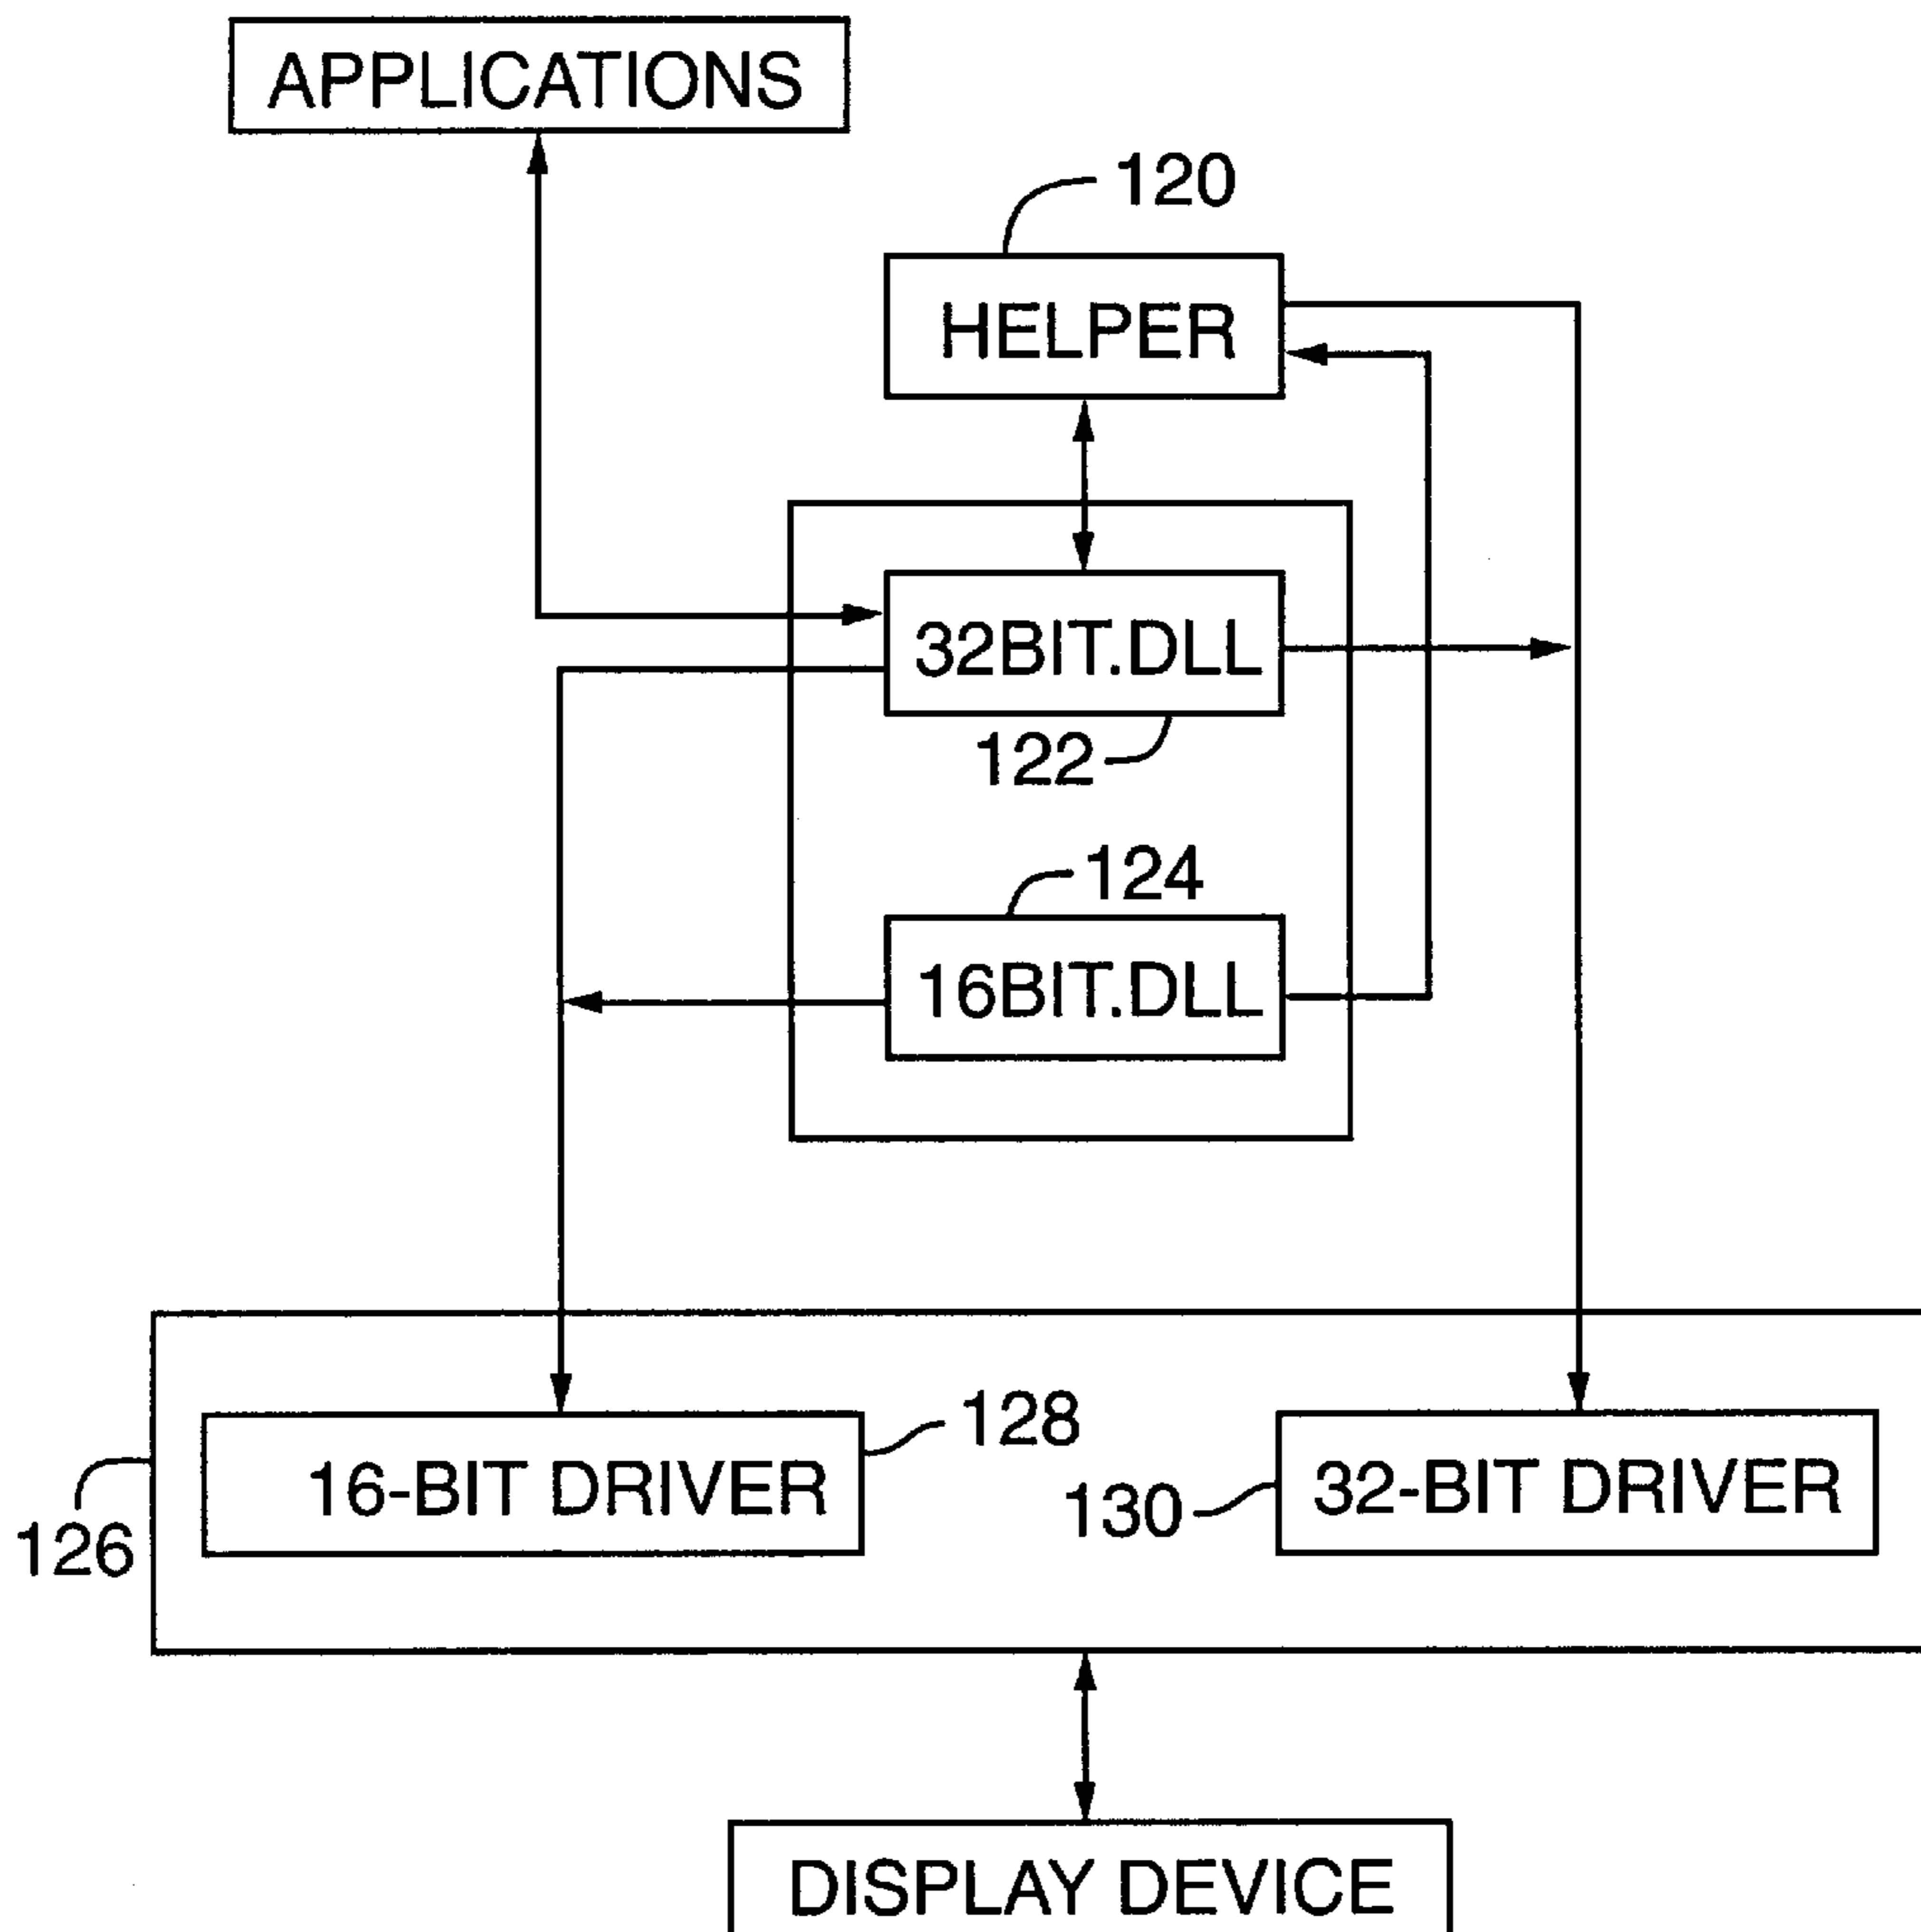 APPLICATIONS
120
HELPER
32BIT.DLL
122
124
16BIT.DLL
128
16-BIT DRIVER
130
32-BIT DRIVER
126
DISPLAY DEVICE